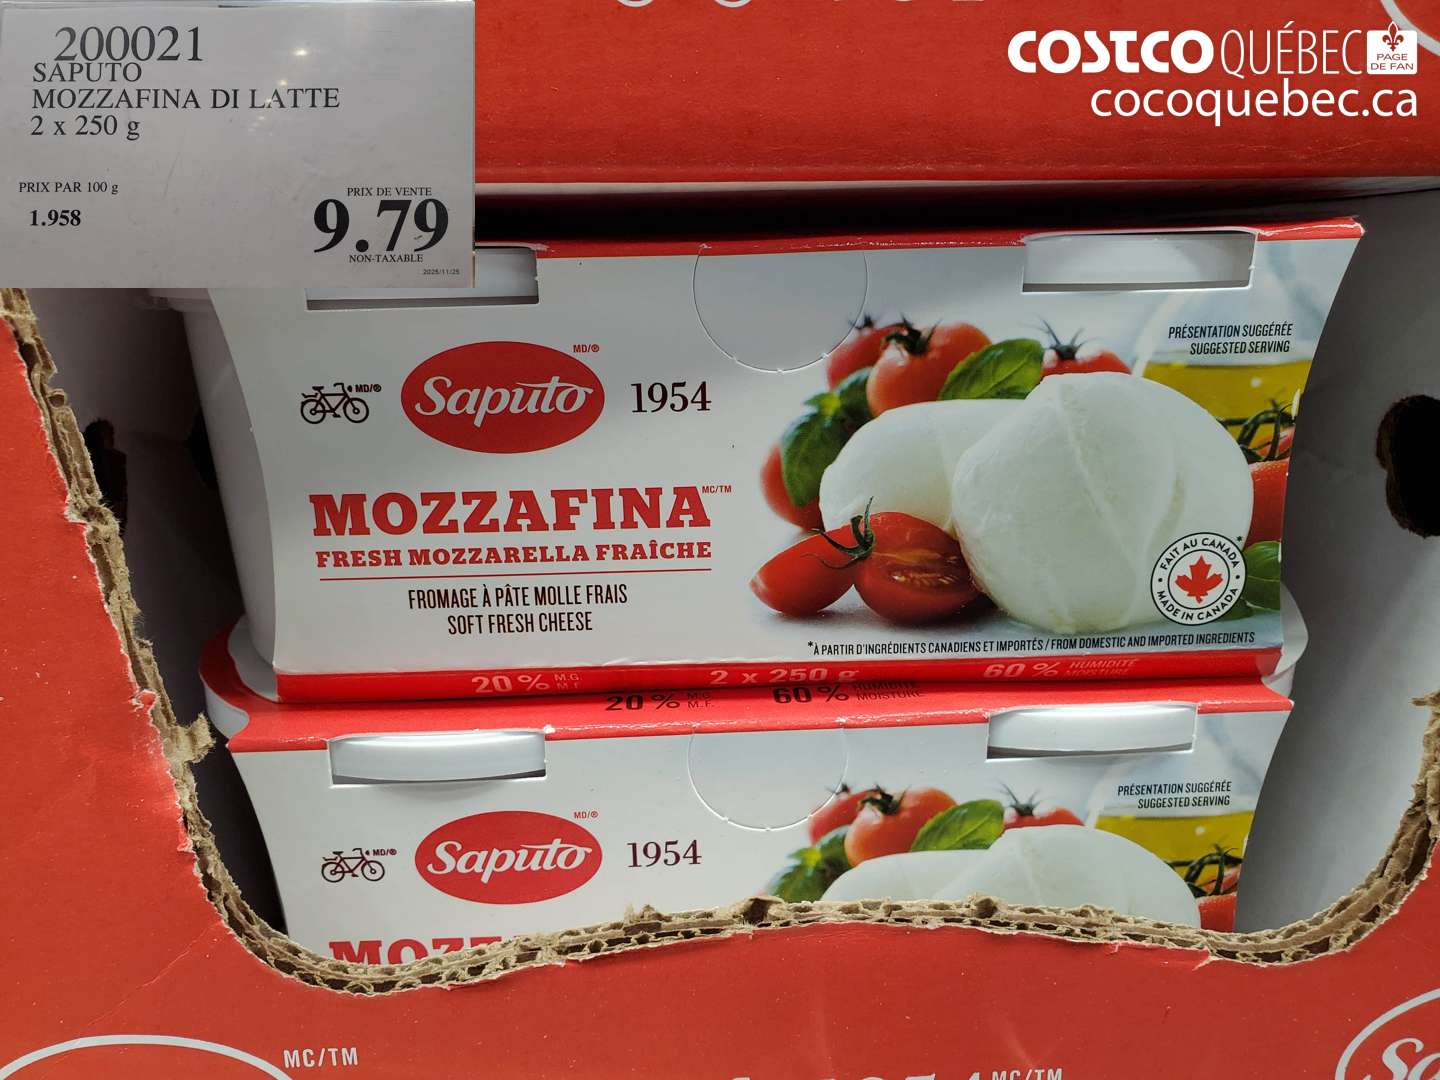 200021
SAPUTO
MOZZAFINA DI LATTE
2 x 250 g
PRIX PAR 100 g
1.958
PRIX DE VENTE
9.79
NON-TAXABLE
2025/11/25
COSTCO QUÉBEC PAGE DE FAN
cocoquebec.ca
PRÉSENTATION SUGGÉRÉE
SUGGESTED SERVING
MD/® Saputo MD/® 1954
MOZZAFINA MC/TM
FRESH MOZZARELLA FRAÎCHE
FROMAGE À PÂTE MOLLE FRAIS
SOFT FRESH CHEESE
FAIT AU CANADA*
MADE IN CANADA
*À PARTIR D'INGRÉDIENTS CANADIENS ET IMPORTÉS / FROM DOMESTIC AND IMPORTED INGREDIENTS
20 % M.G. M.F. 2 x 250 g 60 % HUMIDITÉ MOISTURE
20 % M.G. M.F. 60 % HUMIDITÉ MOISTURE
PRÉSENTATION SUGGÉRÉE
SUGGESTED SERVING
MD/® Saputo MD/® 1954
MC/TM
MC/TM